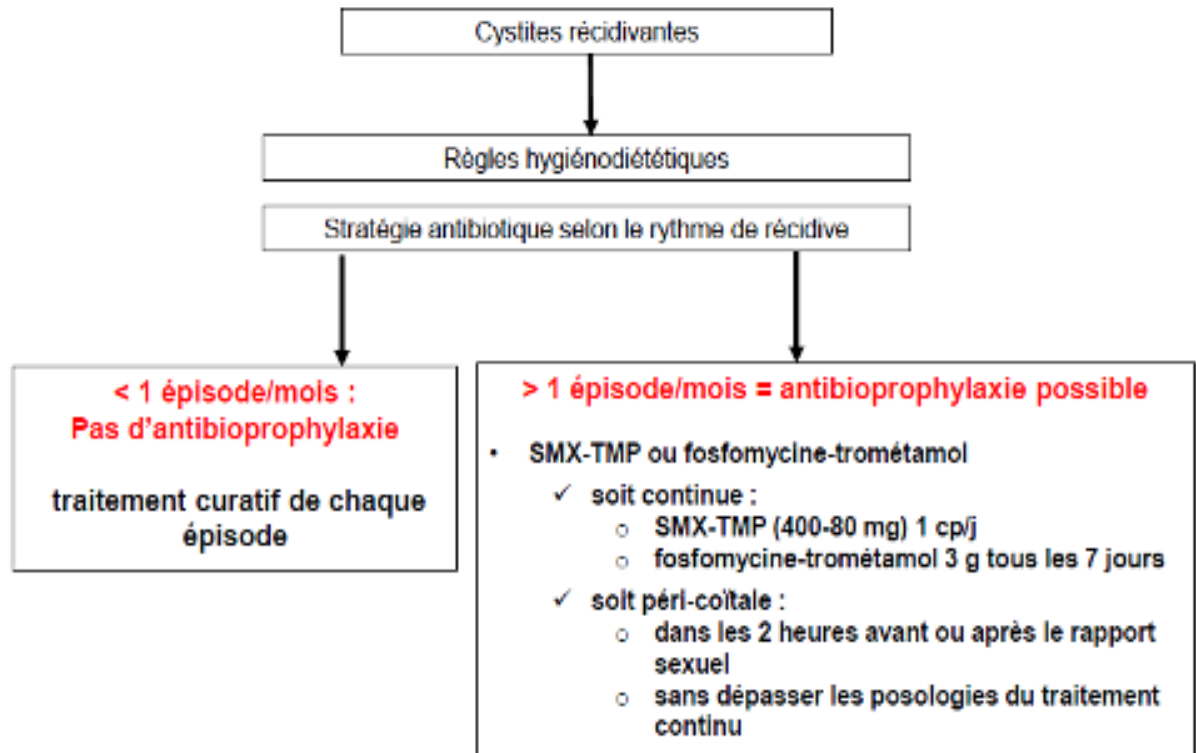 Cystites récidivantes
Règles hygiénodiététiques
Stratégie antibiotique selon le rythme de récidive
< 1 épisode/mois :
Pas d'antibioprophylaxie
traitement curatif de chaque
épisode
> 1 épisode/mois = antibioprophylaxie possible
• SMX-TMP ou fosfomycine-trométamol
✓ soit continue :
o SMX-TMP (400-80 mg) 1 cp/j
o fosfomycine-trométamol 3 g tous les 7 jours
✓ soit péri-coïtale :
o dans les 2 heures avant ou après le rapport
sexuel
o sans dépasser les posologies du traitement
continu